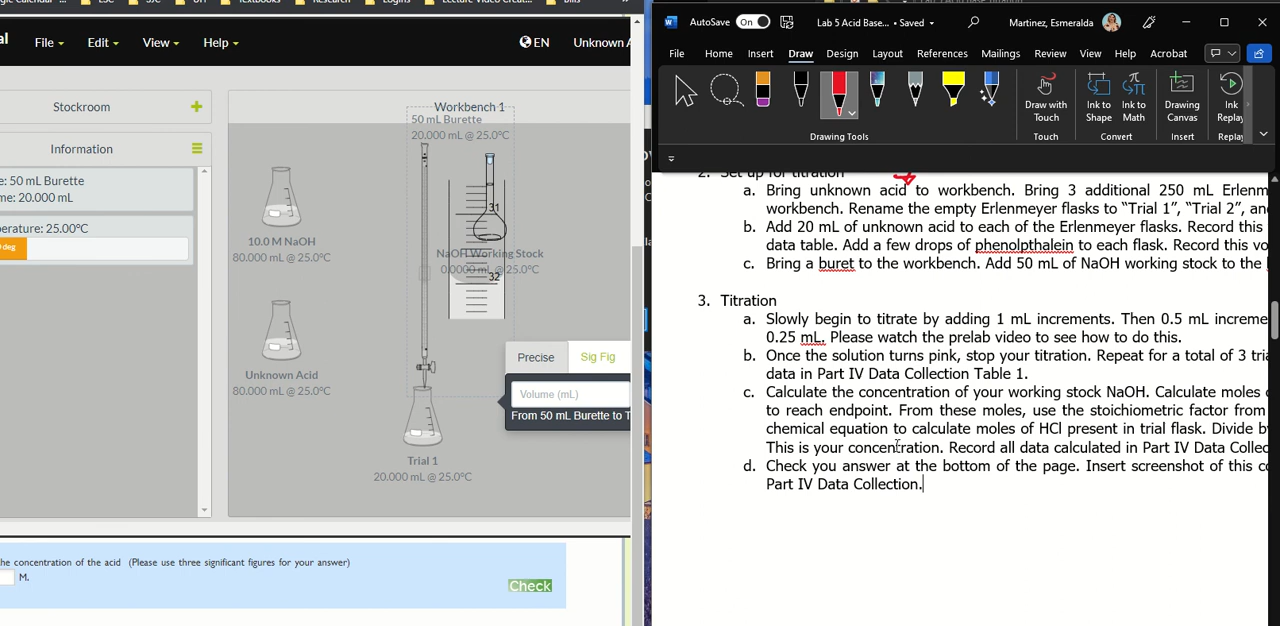 File
Edit
View
Help
EN
Unknown A
Stockroom
Information
e: 50 mL Burette
me: 20.000 mL
perature: 25.00°C
0 deg
Workbench 1
50 mL Burette
20.000 mL @ 25.0°C
31
32
10.0 M NaOH
80.000 mL @ 25.0°C
NaOH Working Stock
0.0000 mL @ 25.0°C
Unknown Acid
80.000 mL @ 25.0°C
Precise
Sig Fig
Volume (mL)
From 50 mL Burette to T
Trial 1
20.000 mL @ 25.0°C
he concentration of the acid (Please use three significant figures for your answer)
M.
Check
AutoSave
On
Lab 5 Acid Base... • Saved
Martinez, Esmeralda
File Home Insert Draw Design Layout References Mailings Review View Help Acrobat
Draw with Touch
Ink to Shape
Ink to Math
Drawing Canvas
Ink Replay
Drawing Tools
Touch
Convert
Insert
Replay
2. Set up for titration
a. Bring unknown acid to workbench. Bring 3 additional 250 mL Erlenm
workbench. Rename the empty Erlenmeyer flasks to “Trial 1”, “Trial 2”, an
b. Add 20 mL of unknown acid to each of the Erlenmeyer flasks. Record this
data table. Add a few drops of phenolpthalein to each flask. Record this vo
c. Bring a buret to the workbench. Add 50 mL of NaOH working stock to the
3. Titration
a. Slowly begin to titrate by adding 1 mL increments. Then 0.5 mL increme
0.25 mL. Please watch the prelab video to see how to do this.
b. Once the solution turns pink, stop your titration. Repeat for a total of 3 tria
data in Part IV Data Collection Table 1.
c. Calculate the concentration of your working stock NaOH. Calculate moles
to reach endpoint. From these moles, use the stoichiometric factor from
chemical equation to calculate moles of HCl present in trial flask. Divide b
This is your concentration. Record all data calculated in Part IV Data Collec
d. Check you answer at the bottom of the page. Insert screenshot of this c
Part IV Data Collection.